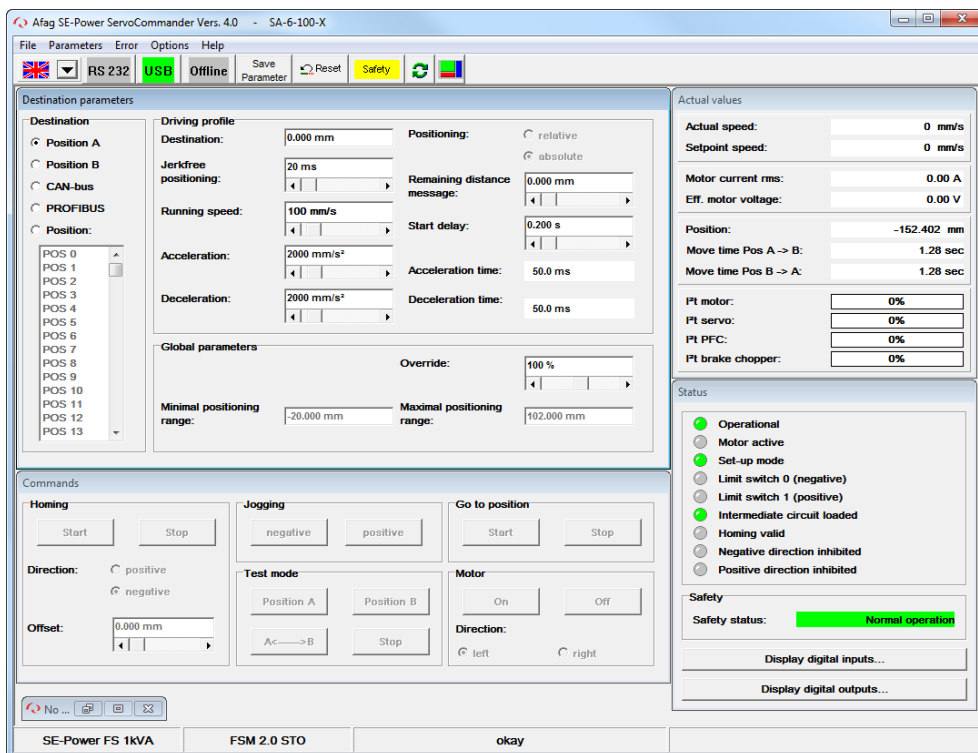 Afag SE-Power ServoCommander Vers. 4.0 - SA-6-100-X
File Parameters Error Options Help
RS 232 USB Offline Save Parameter Reset Safety
Destination parameters
Destination
Position A
Position B
CAN-bus
PROFIBUS
Position:
POS 0
POS 1
POS 2
POS 3
POS 4
POS 5
POS 6
POS 7
POS 8
POS 9
POS 10
POS 11
POS 12
POS 13
Driving profile
Destination: 0.000 mm
Jerkfree positioning: 20 ms
Running speed: 100 mm/s
Acceleration: 2000 mm/s²
Deceleration: 2000 mm/s²
Positioning: relative
absolute
Remaining distance message: 0.000 mm
Start delay: 0.200 s
Acceleration time: 50.0 ms
Deceleration time: 50.0 ms
Global parameters
Override: 100 %
Minimal positioning range: -20.000 mm
Maximal positioning range: 102.000 mm
Commands
Homing
Start Stop
Direction: positive
negative
Offset: 0.000 mm
Jogging
negative positive
Test mode
Position A Position B
A<---->B Stop
Go to position
Start Stop
Motor
On Off
Direction:
left right
Actual values
Actual speed: 0 mm/s
Setpoint speed: 0 mm/s
Motor current rms: 0.00 A
Eff. motor voltage: 0.00 V
Position: -152.402 mm
Move time Pos A -> B: 1.28 sec
Move time Pos B -> A: 1.28 sec
I²t motor: 0%
I²t servo: 0%
I²t PFC: 0%
I²t brake chopper: 0%
Status
Operational
Motor active
Set-up mode
Limit switch 0 (negative)
Limit switch 1 (positive)
Intermediate circuit loaded
Homing valid
Negative direction inhibited
Positive direction inhibited
Safety
Safety status: Normal operation
Display digital inputs...
Display digital outputs...
No ...
SE-Power FS 1kVA FSM 2.0 STO okay